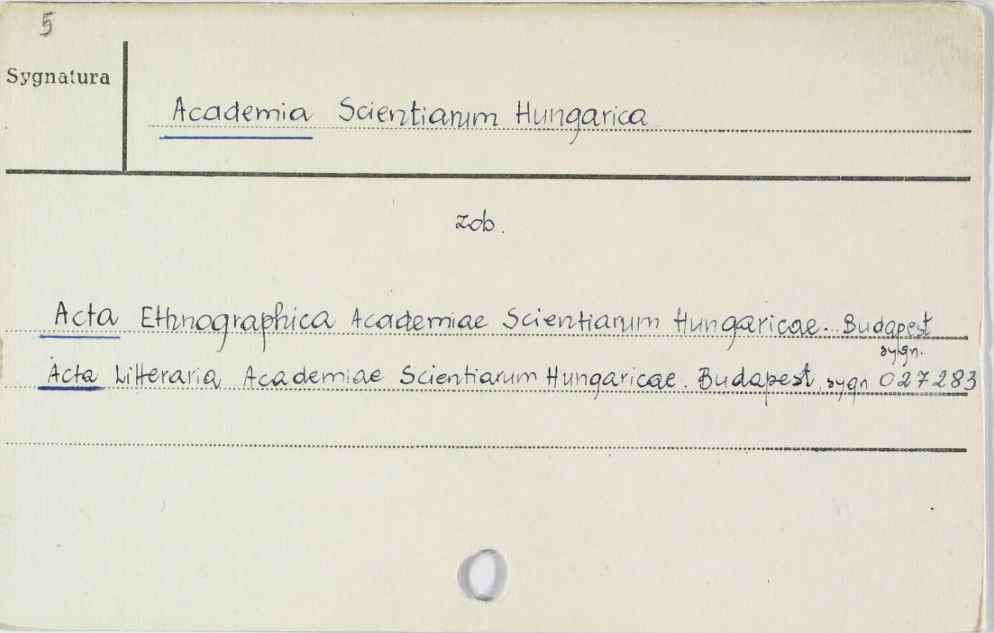 5
Sygnatura
Academia Scientiarum Hungarica
zob.
Acta Ethnographica Academiae Scientiarum Hungaricae. Budapest
sygn.
Acta Litteraria Academiae Scientiarum Hungaricae. Budapest, sygn 027283